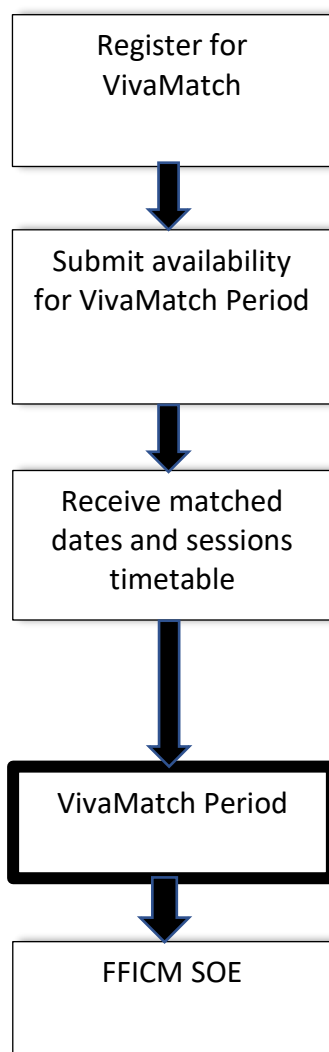 Register for
VivaMatch
Submit availability
for VivaMatch Period
Receive matched
dates and sessions
timetable
VivaMatch Period
FFICM SOE